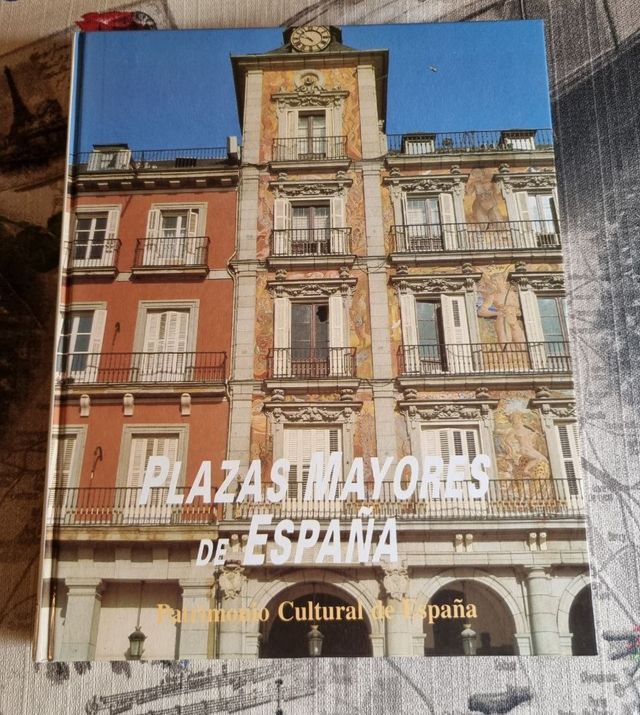 PLAZAS MAYORES
DE ESPAÑA
Patrimonio Cultural de España